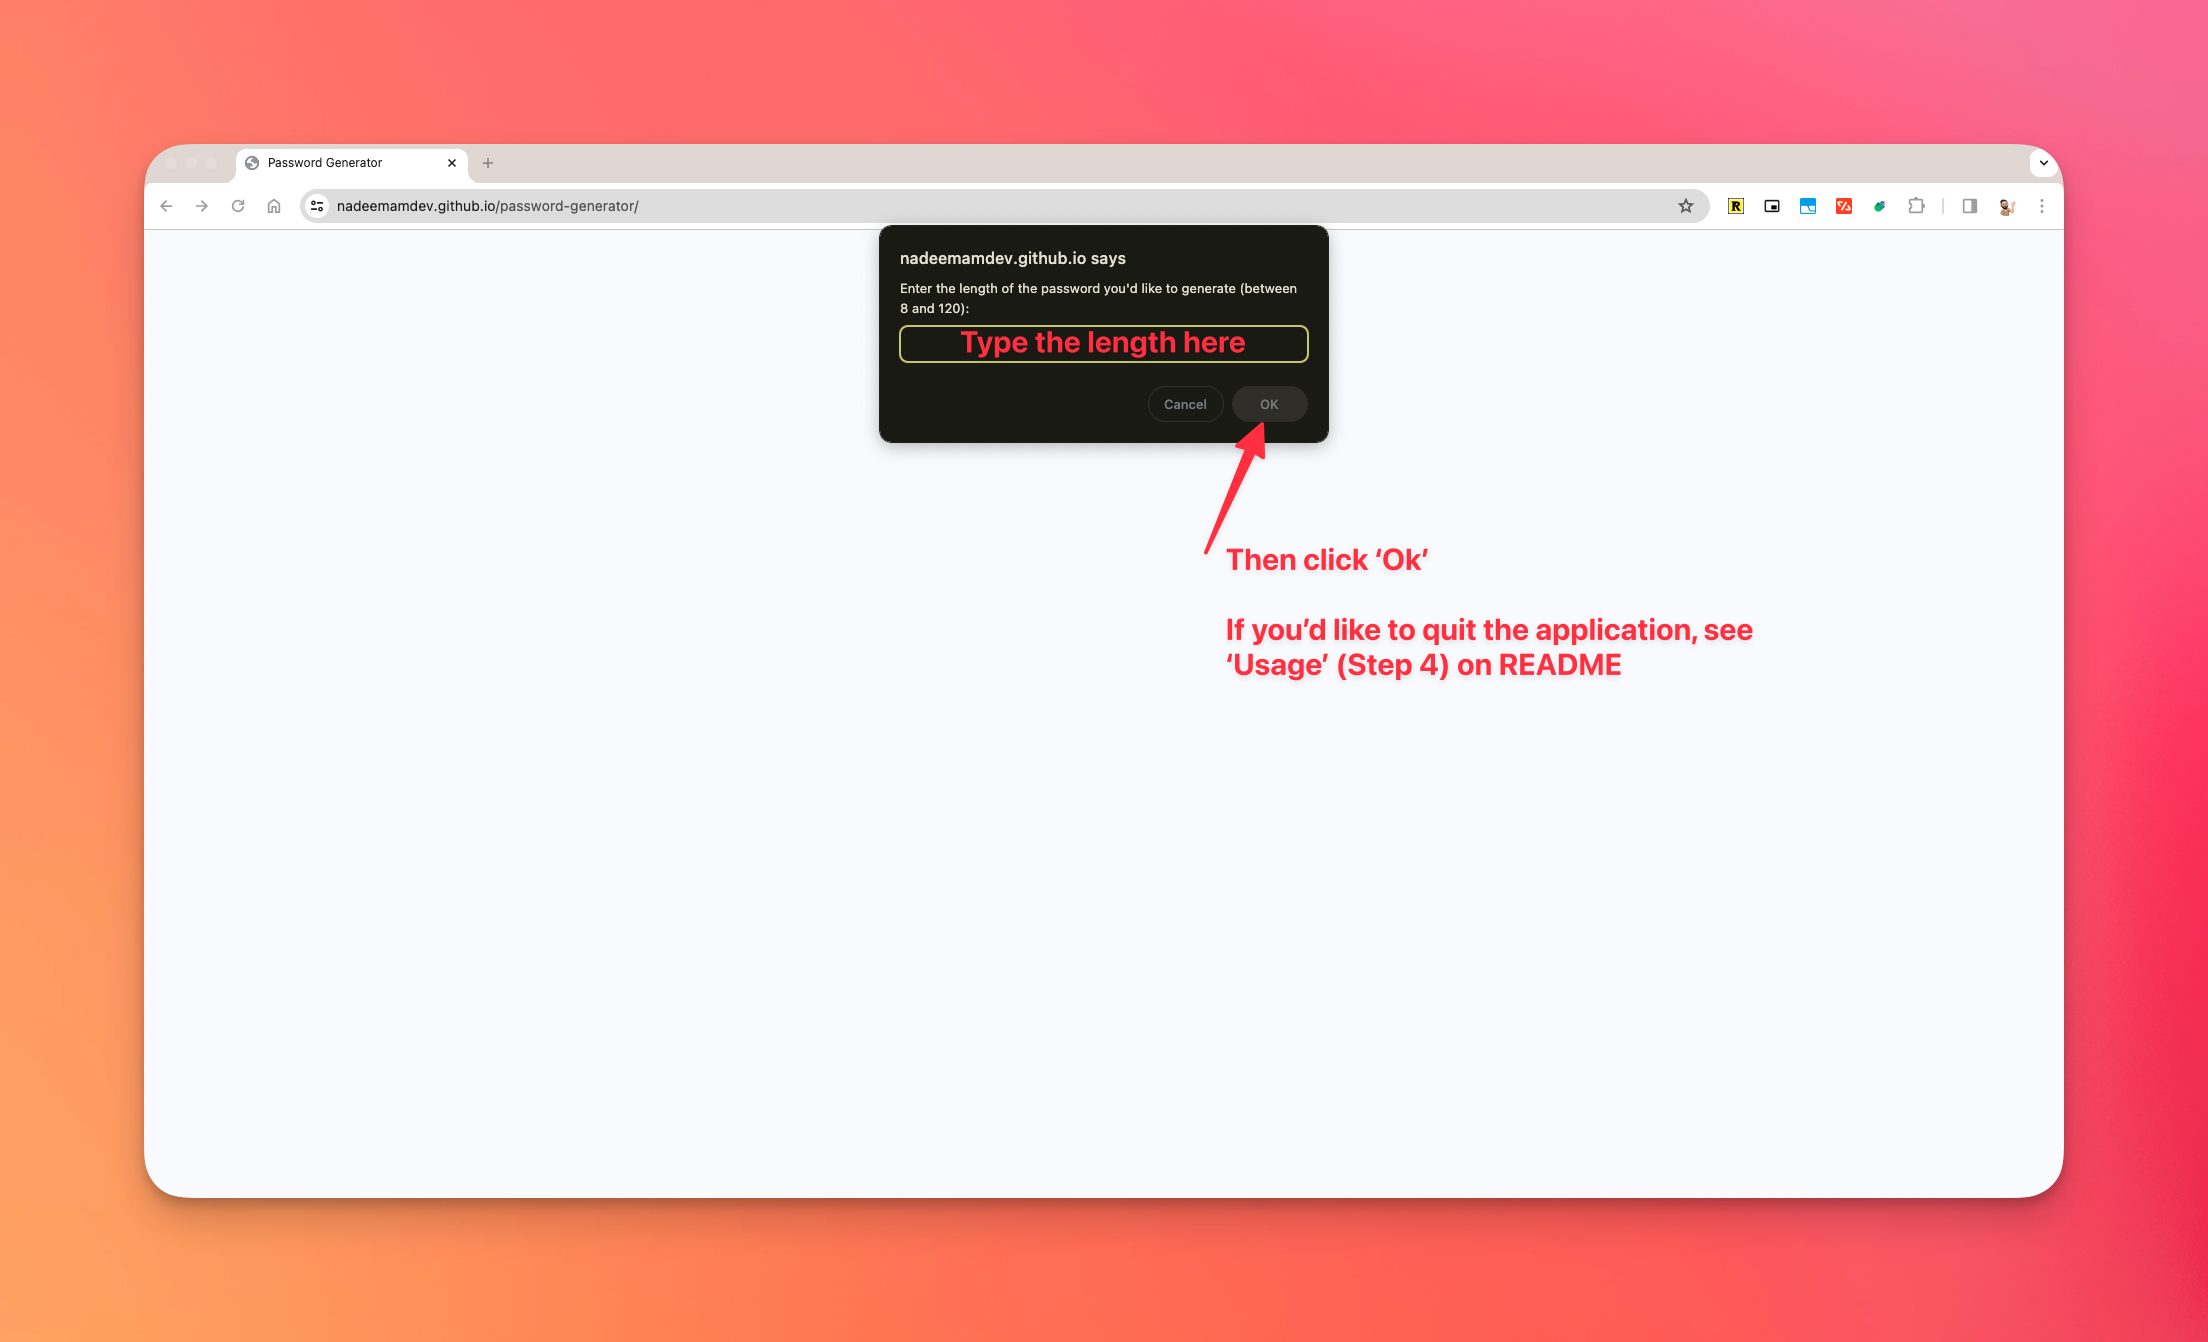 Password Generator
nadeemamdev.github.io/password-generator/
R
nadeemamdev.github.io says
Enter the length of the password you'd like to generate (between
8 and 120):
Type the length here
Cancel
OK
Then click ‘Ok’
If you’d like to quit the application, see
‘Usage’ (Step 4) on README